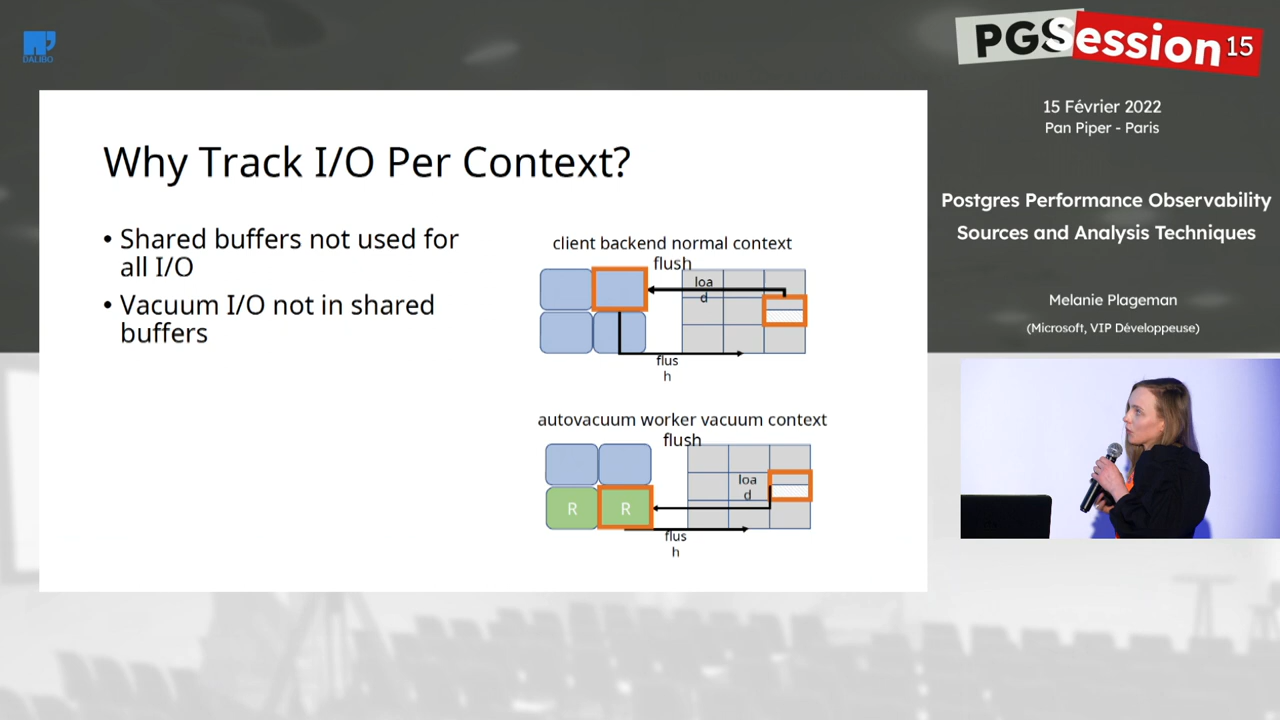 DALIBO
PGSession 15
15 Février 2022
Pan Piper - Paris
Postgres Performance Observability
Sources and Analysis Techniques
Melanie Plageman
(Microsoft, VIP Développeuse)
Why Track I/O Per Context?
• Shared buffers not used for
all I/O
• Vacuum I/O not in shared
buffers
client backend normal context
flush
loa
d
flus
h
autovacuum worker vacuum context
flush
loa
d
R R
flus
h